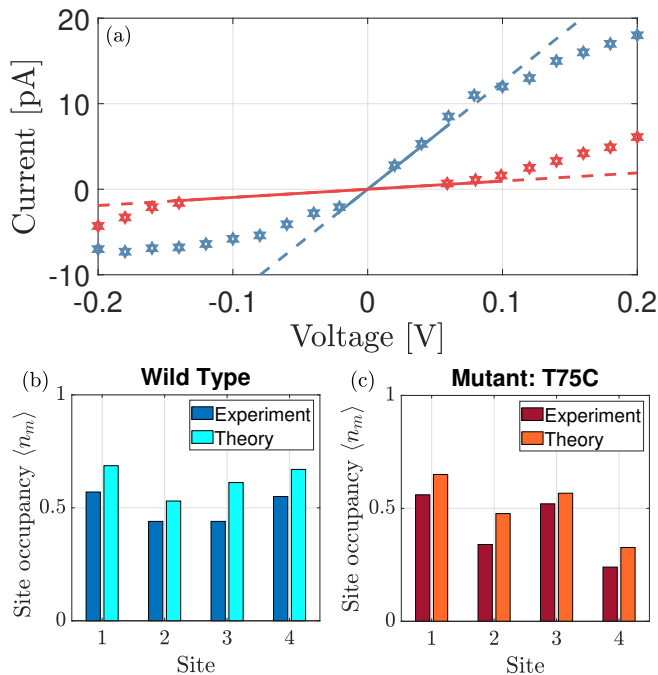 (a)
Current [pA]
20
10
0
-10
-0.2
-0.1
0
0.1
0.2
Voltage [V]
(b)
Wild Type
Site occupancy ⟨n_m⟩
1
0.5
0
Experiment
Theory
1
2
3
4
Site
(c)
Mutant: T75C
Site occupancy ⟨n_m⟩
1
0.5
0
Experiment
Theory
1
2
3
4
Site